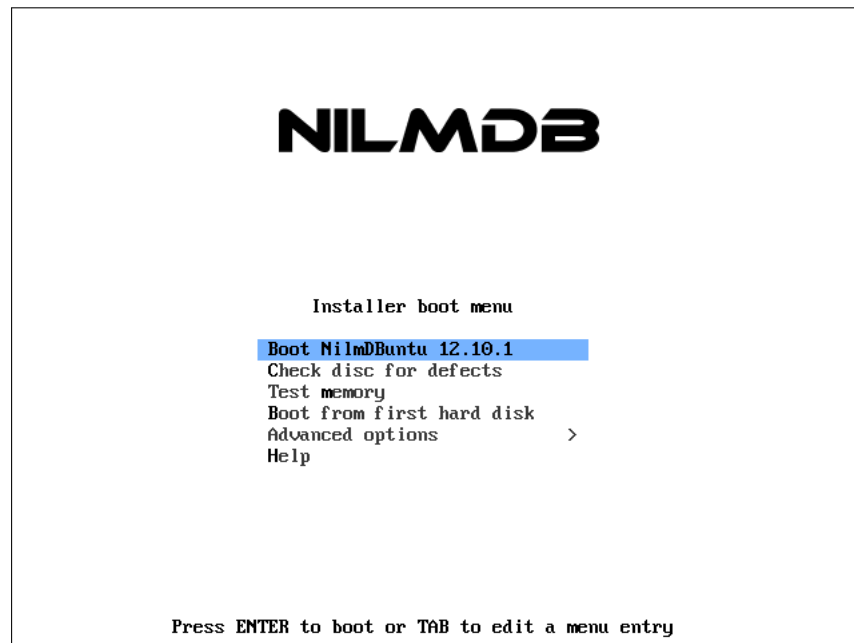 NILMDB
Installer boot menu
Boot NilmDBuntu 12.10.1
Check disc for defects
Test memory
Boot from first hard disk
Advanced options >
Help
Press ENTER to boot or TAB to edit a menu entry